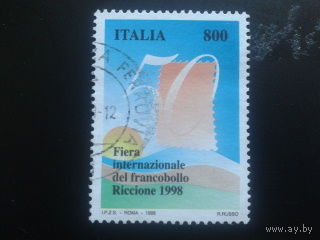 ITALIA 800
50
Fiera
internazionale
del francobollo
Riccione 1998
I.P.Z.S. - ROMA - 1998 R. RUSSO
www.ay.by